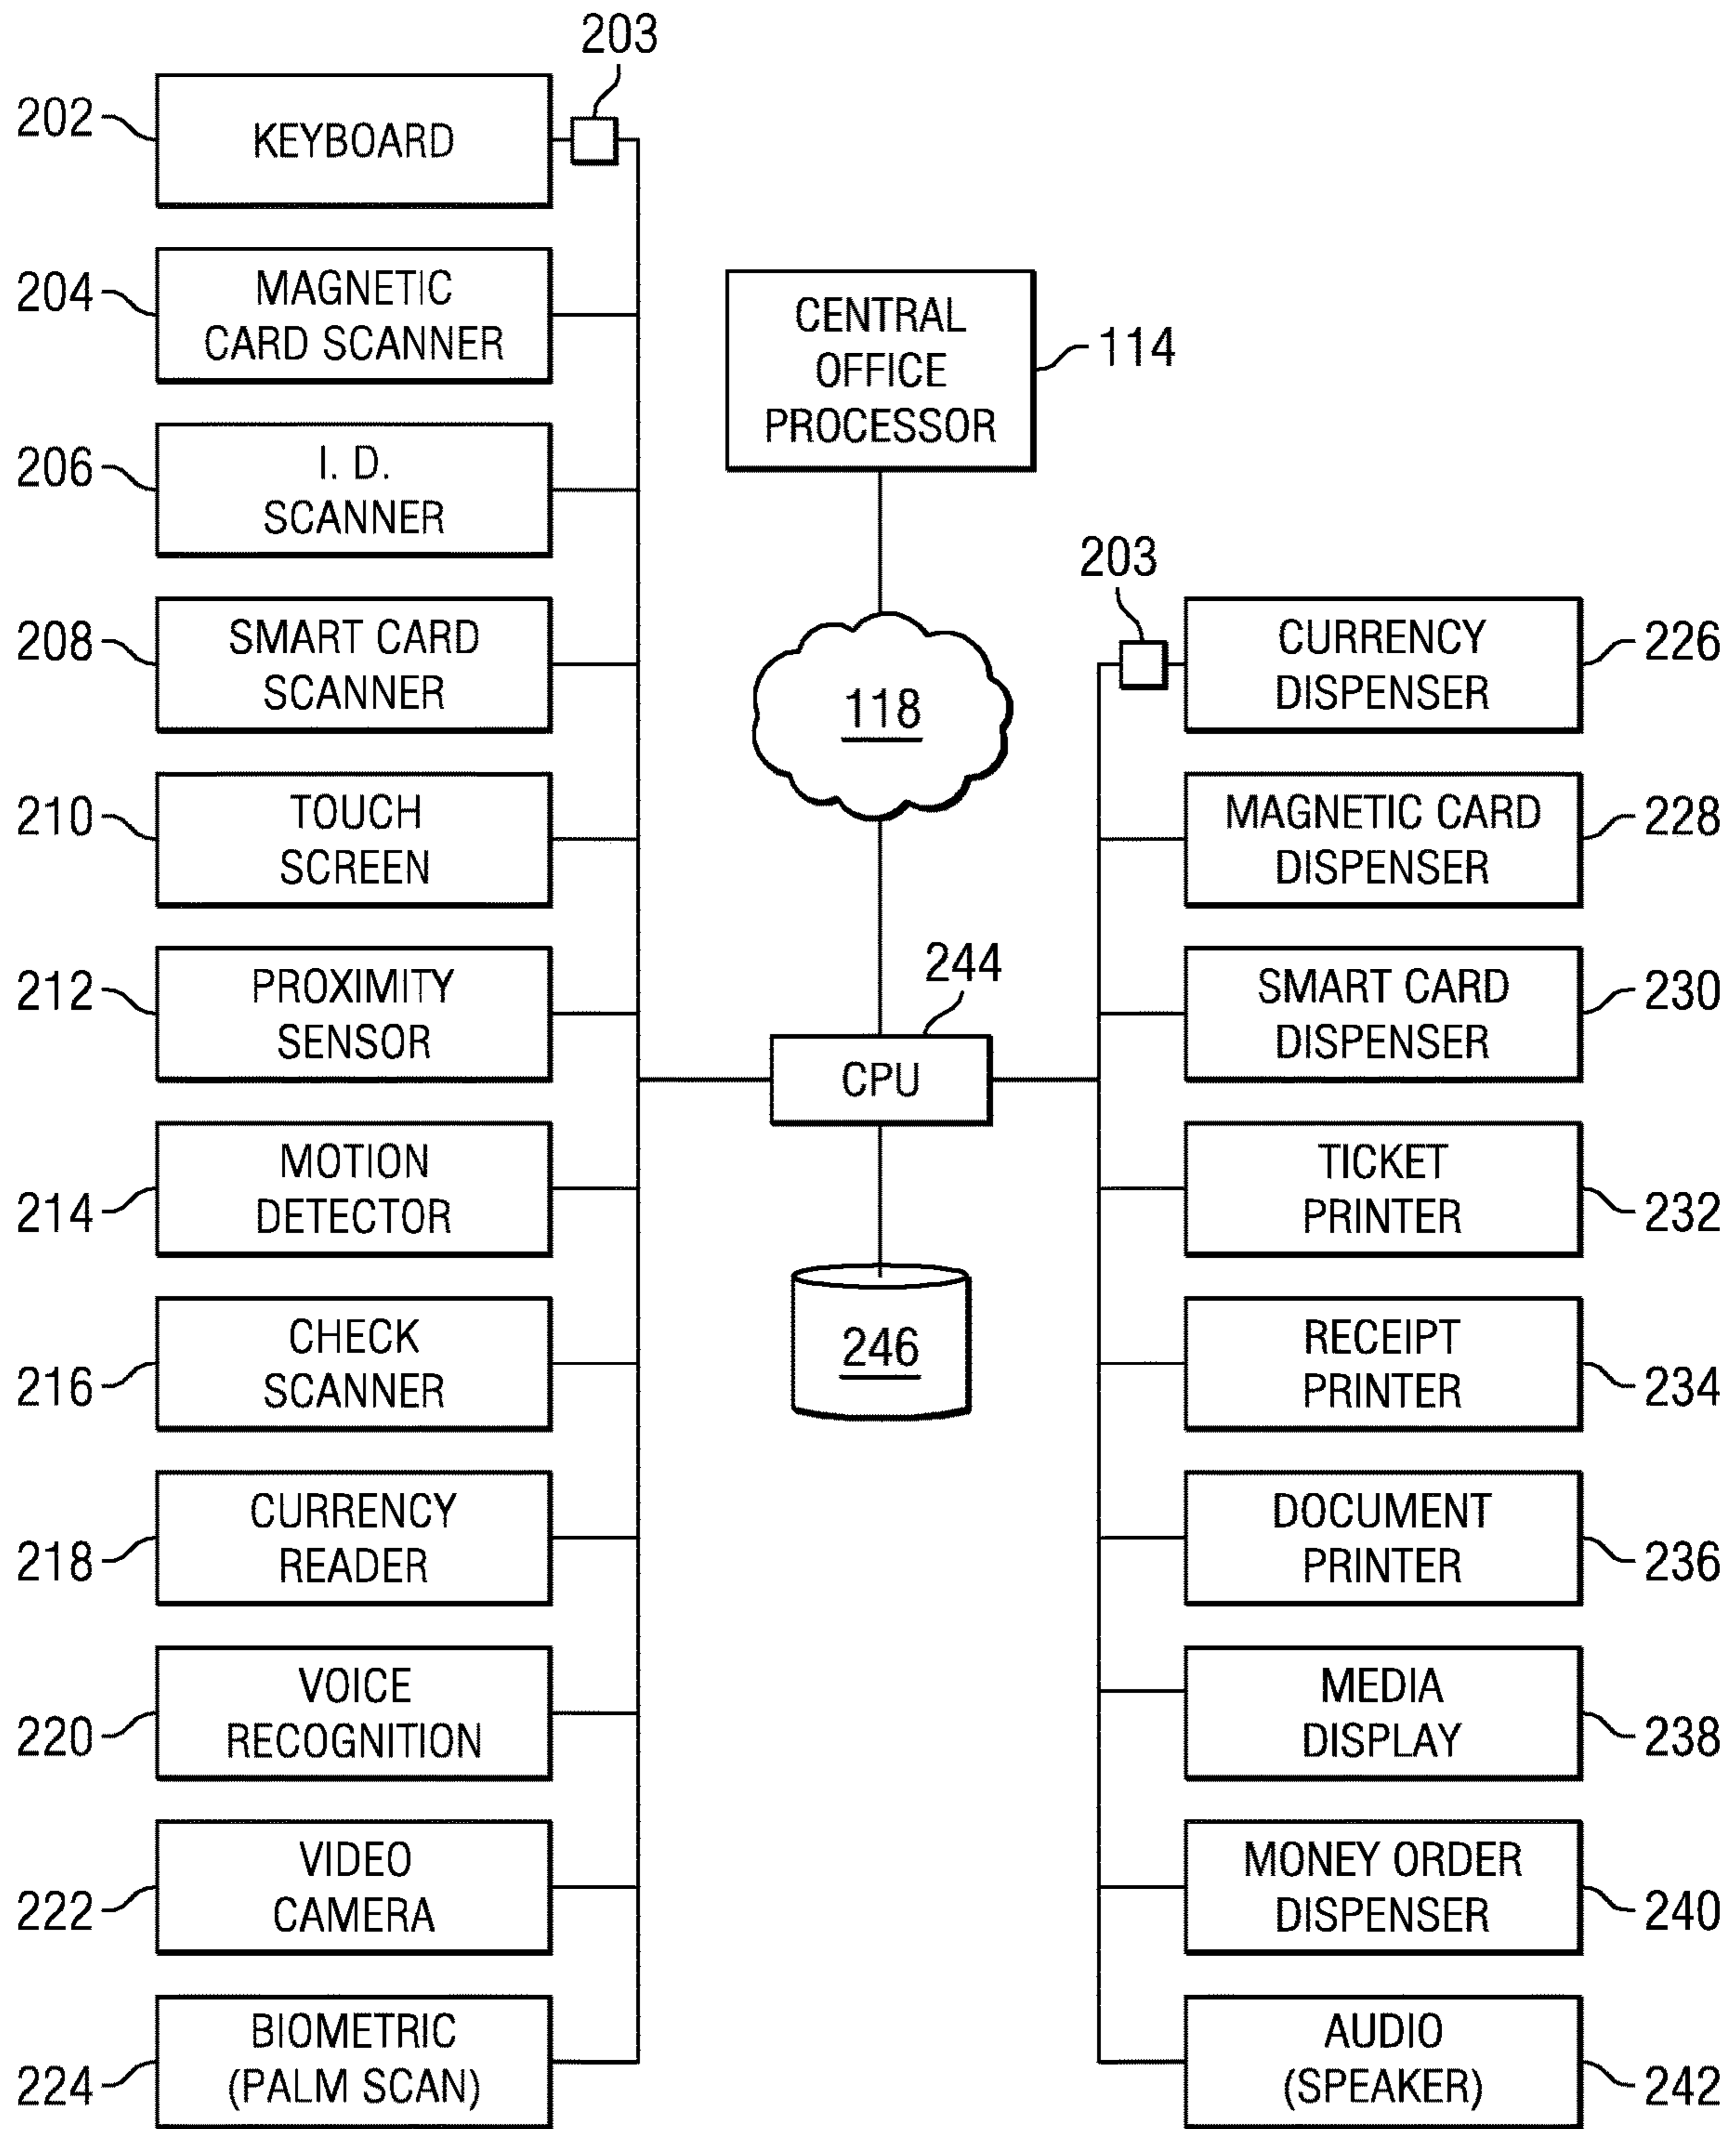 203
202
KEYBOARD
204
MAGNETIC
CARD SCANNER
206
I. D.
SCANNER
208
SMART CARD
SCANNER
210
TOUCH
SCREEN
212
PROXIMITY
SENSOR
214
MOTION
DETECTOR
216
CHECK
SCANNER
218
CURRENCY
READER
220
VOICE
RECOGNITION
222
VIDEO
CAMERA
224
BIOMETRIC
(PALM SCAN)
CENTRAL
OFFICE
PROCESSOR
114
118
244
CPU
246
203
CURRENCY
DISPENSER
226
MAGNETIC CARD
DISPENSER
228
SMART CARD
DISPENSER
230
TICKET
PRINTER
232
RECEIPT
PRINTER
234
DOCUMENT
PRINTER
236
MEDIA
DISPLAY
238
MONEY ORDER
DISPENSER
240
AUDIO
(SPEAKER)
242